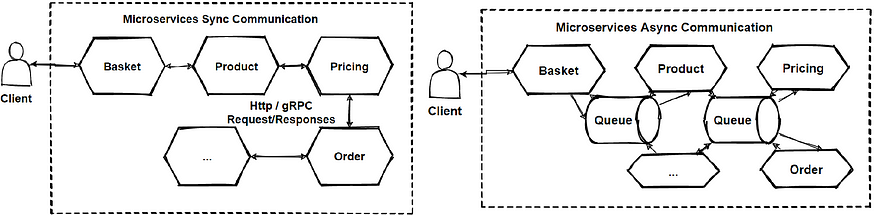 Microservices Sync Communication
Client
Basket
Product
Pricing
Http / gRPC
Request/Responses
...
Order
Microservices Async Communication
Client
Basket
Product
Pricing
Queue
Queue
...
Order